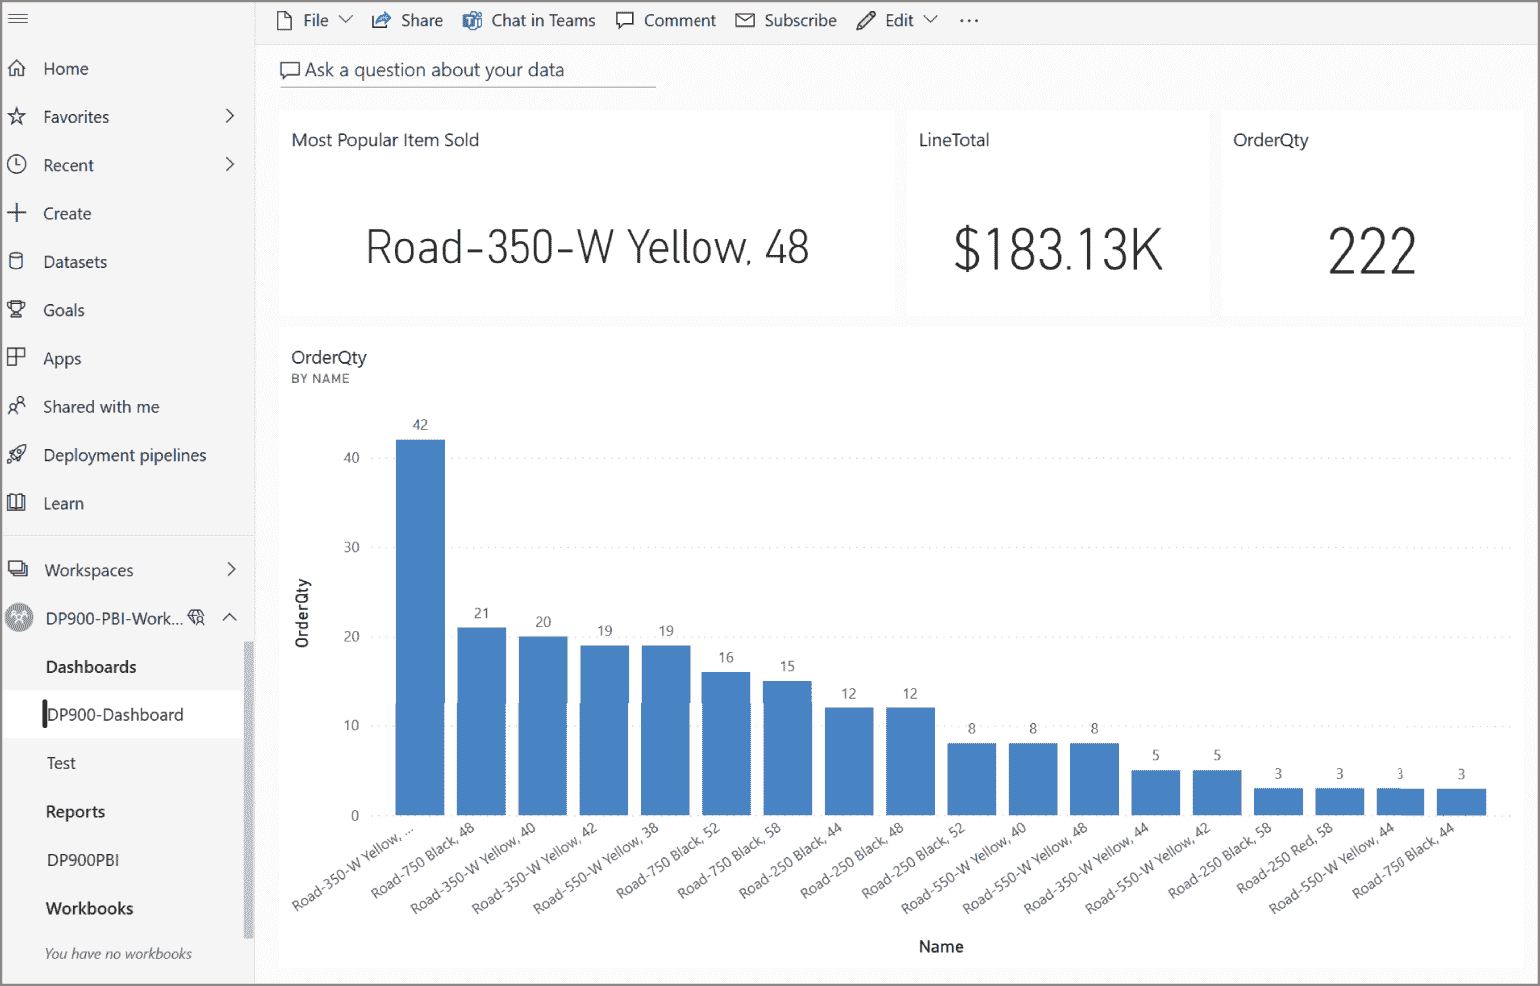 File
Share
Chat in Teams
Comment
Subscribe
Edit
...
Home
Favorites
Recent
Create
Datasets
Goals
Apps
Shared with me
Deployment pipelines
Learn
Workspaces
DP900-PBI-Work...
Dashboards
DP900-Dashboard
Test
Reports
DP900PBI
Workbooks
You have no workbooks
Ask a question about your data
Most Popular Item Sold
Road-350-W Yellow, 48
LineTotal
$183.13K
OrderQty
222
OrderQty
BY NAME
OrderQty
40
30
20
10
0
42
21
20
19
19
16
15
12
12
8
8
8
5
5
3
3
3
3
Road-350-W Yellow, ...
Road-750 Black, 48
Road-350-W Yellow, 40
Road-350-W Yellow, 42
Road-550-W Yellow, 38
Road-750 Black, 52
Road-750 Black, 58
Road-250 Black, 44
Road-250 Black, 48
Road-250 Black, 52
Road-550-W Yellow, 40
Road-550-W Yellow, 48
Road-350-W Yellow, 44
Road-550-W Yellow, 42
Road-250 Black, 58
Road-250 Red, 58
Road-550-W Yellow, 44
Road-750 Black, 44
Name